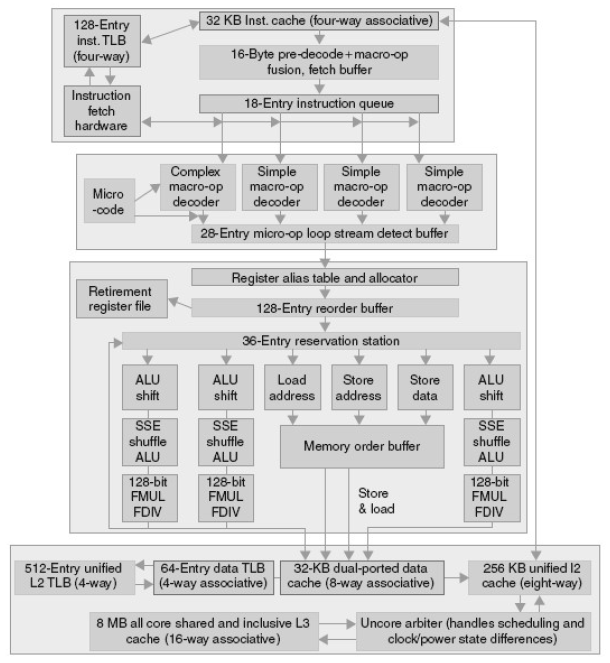 128-Entry
inst. TLB
(four-way)
32 KB Inst. cache (four-way associative)
16-Byte pre-decode+macro-op
fusion, fetch buffer
Instruction
fetch
hardware
18-Entry instruction queue
Micro
-code
Complex
macro-op
decoder
Simple
macro-op
decoder
Simple
macro-op
decoder
Simple
macro-op
decoder
28-Entry micro-op loop stream detect buffer
Register alias table and allocator
Retirement
register file
128-Entry reorder buffer
36-Entry reservation station
ALU
shift
ALU
shift
Load
address
Store
address
Store
data
ALU
shift
SSE
shuffle
ALU
SSE
shuffle
ALU
Memory order buffer
SSE
shuffle
ALU
128-bit
FMUL
FDIV
128-bit
FMUL
FDIV
Store
& load
128-bit
FMUL
FDIV
512-Entry unified
L2 TLB (4-way)
64-Entry data TLB
(4-way associative)
32-KB dual-ported data
cache (8-way associative)
256 KB unified l2
cache (eight-way)
8 MB all core shared and inclusive L3
cache (16-way associative)
Uncore arbiter (handles scheduling and
clock/power state differences)